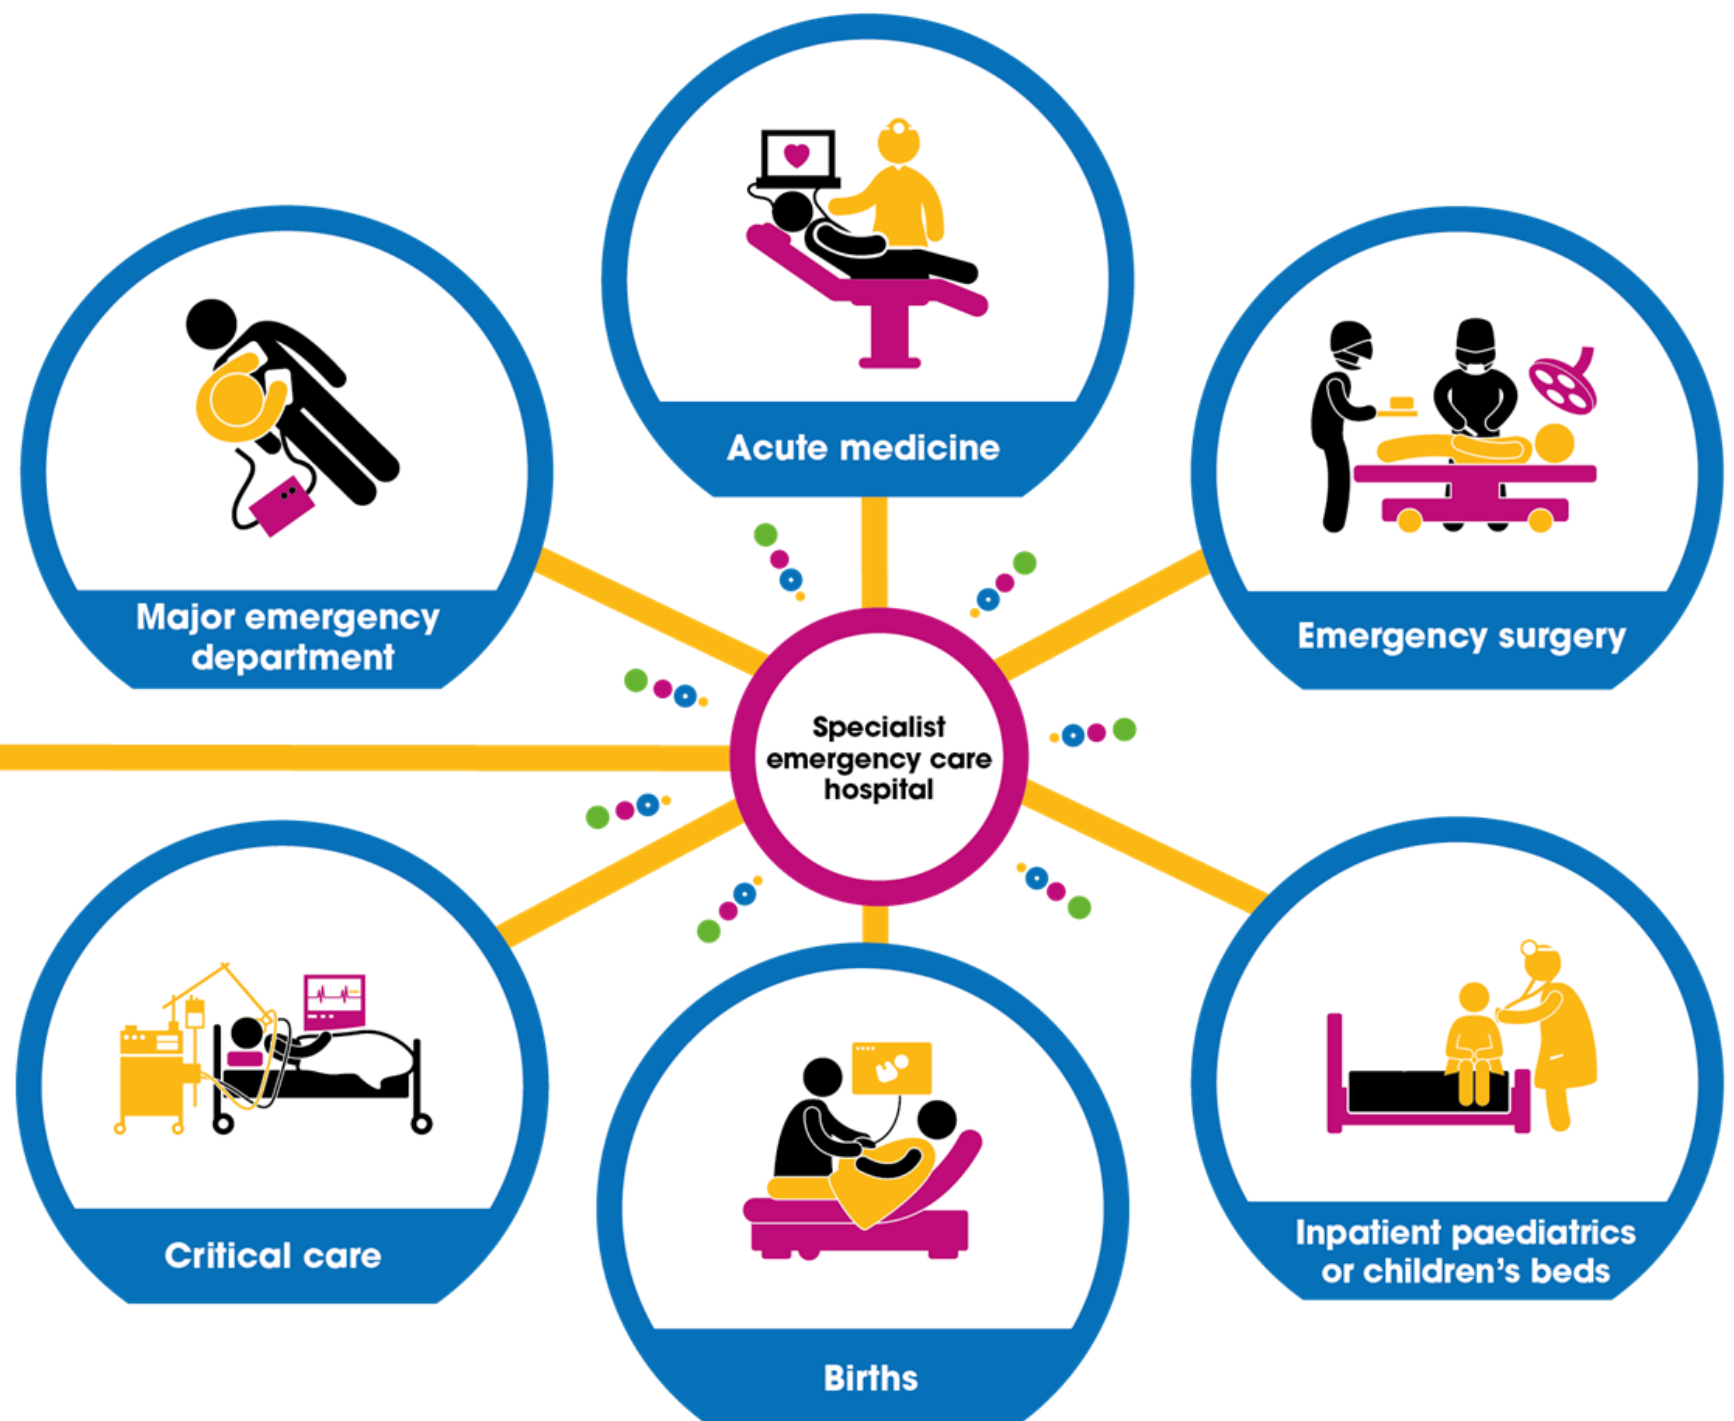 Acute medicine
Major emergency
department
Emergency surgery
Specialist
emergency care
hospital
Critical care
Births
Inpatient paediatrics
or children's beds